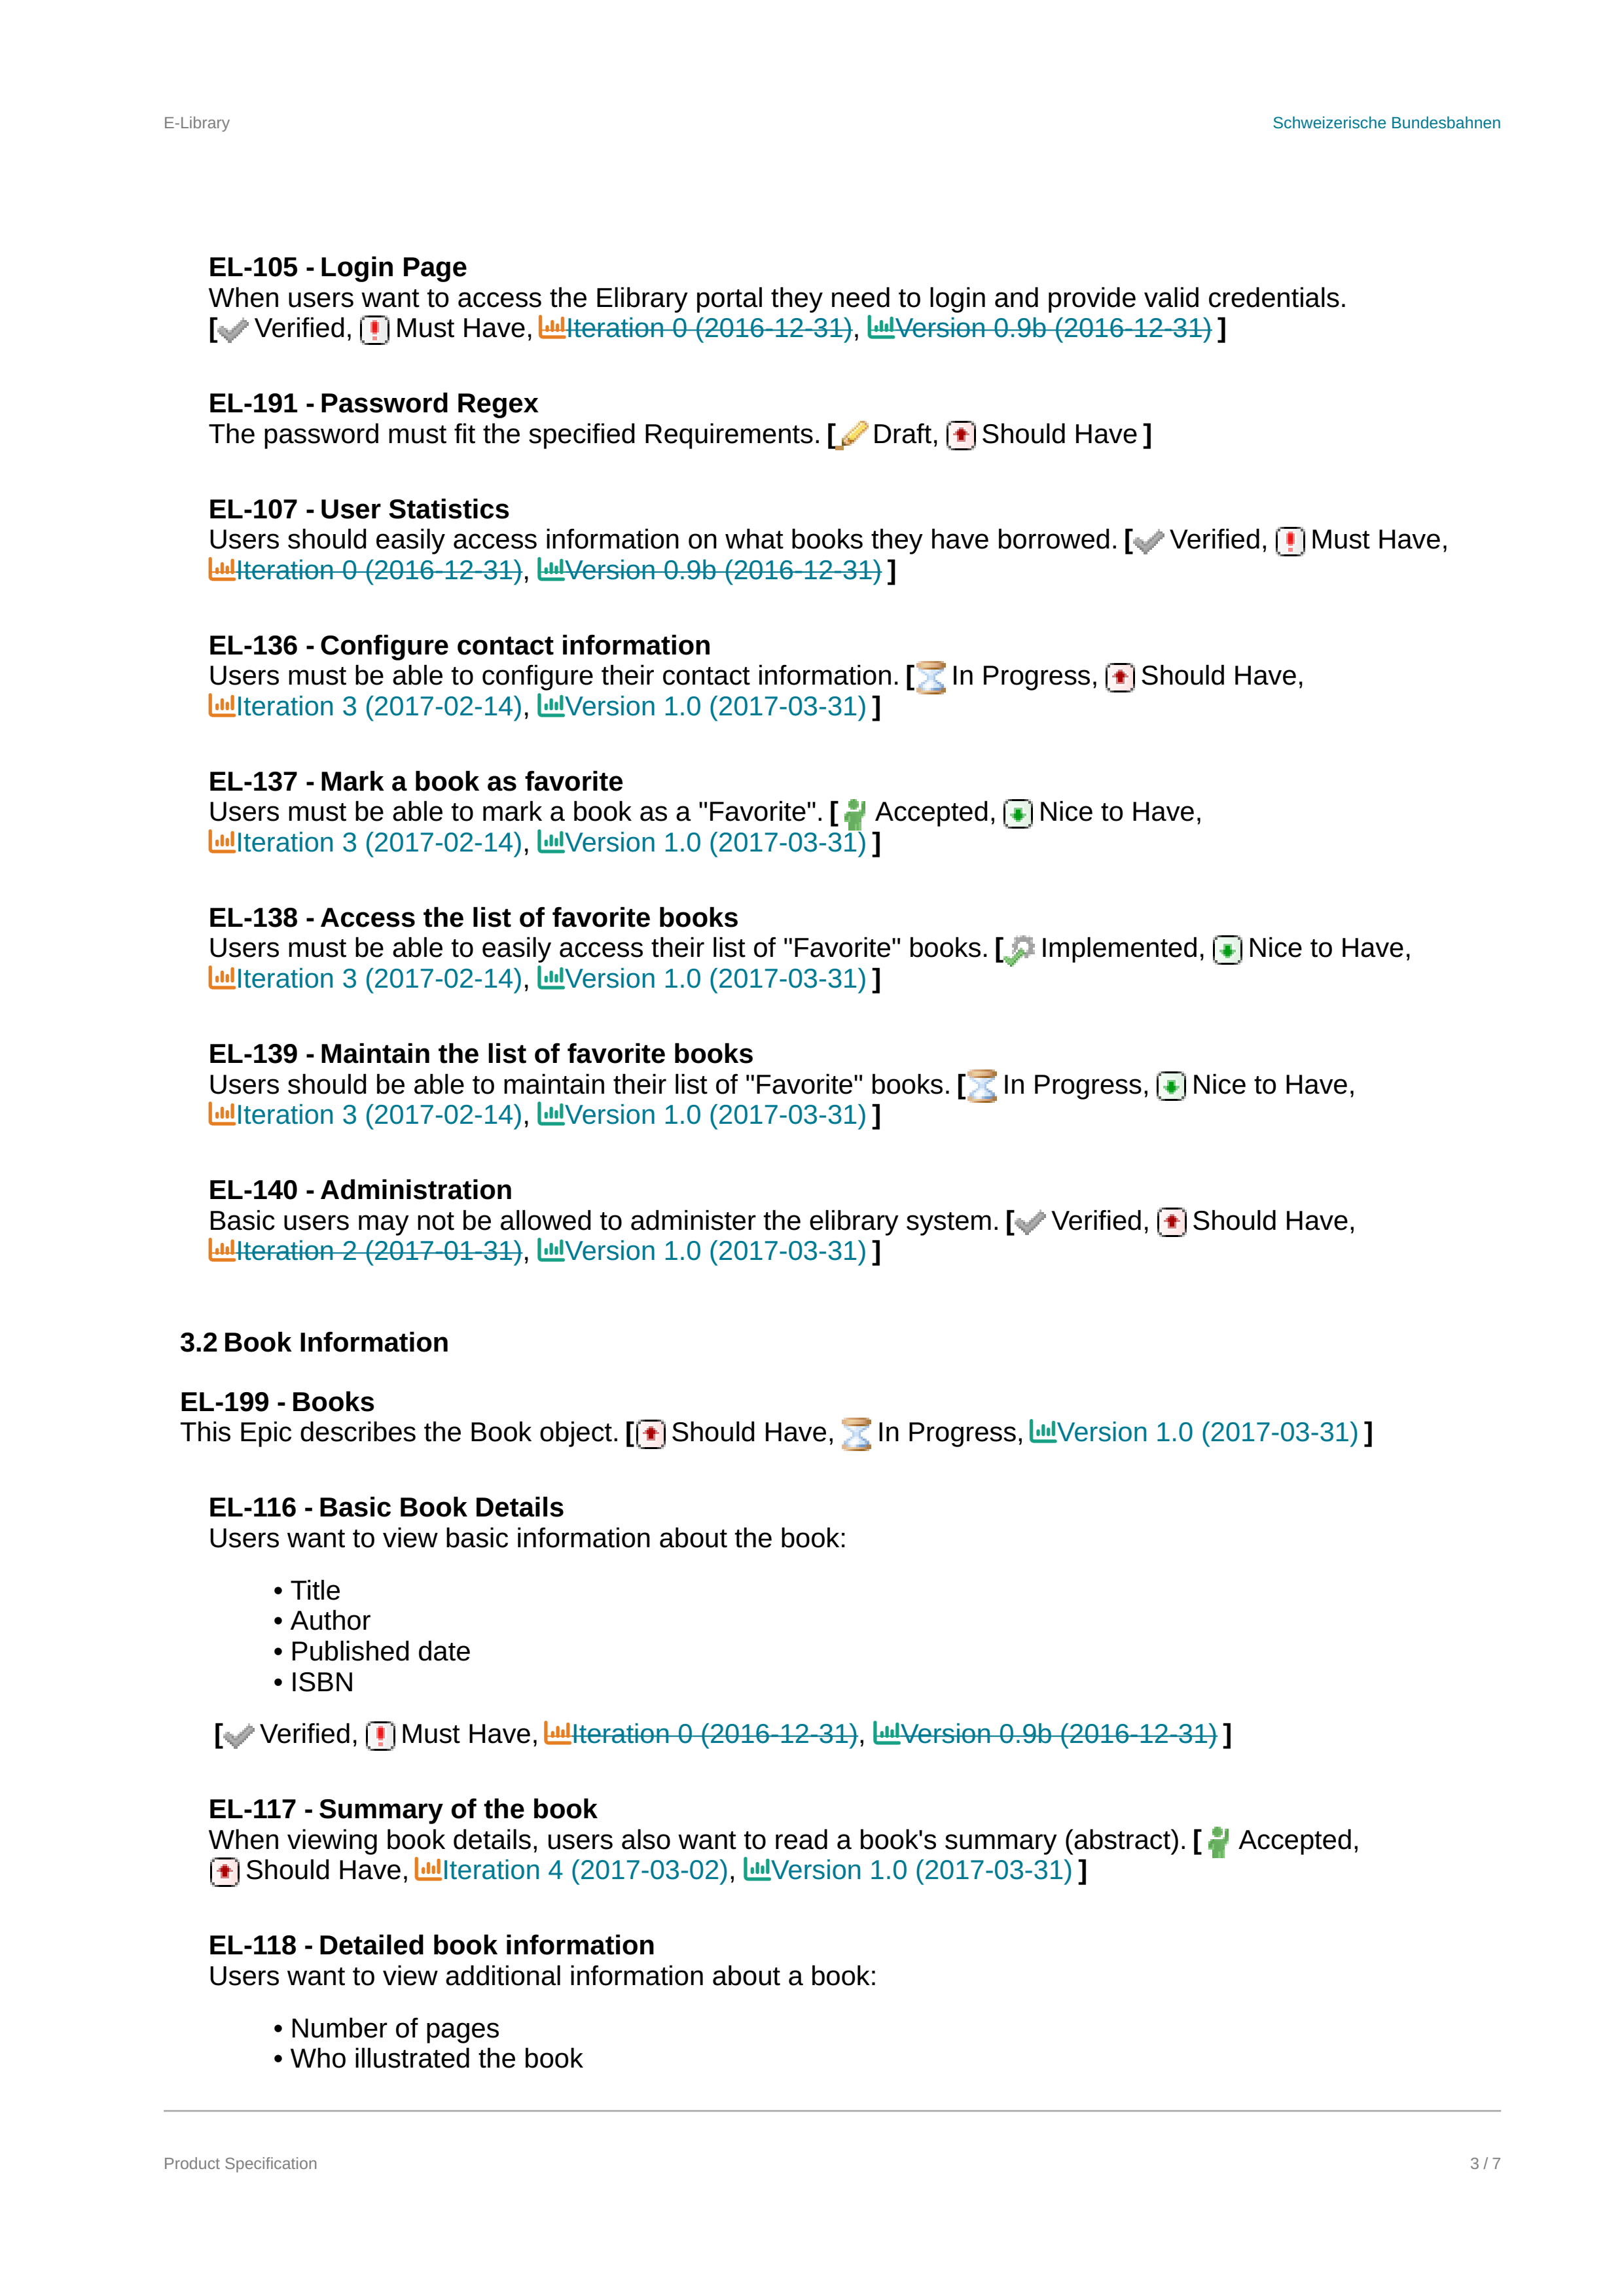 E-Library
Schweizerische Bundesbahnen
EL-105 - Login Page
When users want to access the Elibrary portal they need to login and provide valid credentials.
[ Verified, Must Have, Iteration 0 (2016-12-31), Version 0.9b (2016-12-31) ]
EL-191 - Password Regex
The password must fit the specified Requirements. [ Draft, Should Have ]
EL-107 - User Statistics
Users should easily access information on what books they have borrowed. [ Verified, Must Have,
Iteration 0 (2016-12-31), Version 0.9b (2016-12-31) ]
EL-136 - Configure contact information
Users must be able to configure their contact information. [ In Progress, Should Have,
Iteration 3 (2017-02-14), Version 1.0 (2017-03-31) ]
EL-137 - Mark a book as favorite
Users must be able to mark a book as a "Favorite". [ Accepted, Nice to Have,
Iteration 3 (2017-02-14), Version 1.0 (2017-03-31) ]
EL-138 - Access the list of favorite books
Users must be able to easily access their list of "Favorite" books. [ Implemented, Nice to Have,
Iteration 3 (2017-02-14), Version 1.0 (2017-03-31) ]
EL-139 - Maintain the list of favorite books
Users should be able to maintain their list of "Favorite" books. [ In Progress, Nice to Have,
Iteration 3 (2017-02-14), Version 1.0 (2017-03-31) ]
EL-140 - Administration
Basic users may not be allowed to administer the elibrary system. [ Verified, Should Have,
Iteration 2 (2017-01-31), Version 1.0 (2017-03-31) ]
3.2 Book Information
EL-199 - Books
This Epic describes the Book object. [ Should Have, In Progress, Version 1.0 (2017-03-31) ]
EL-116 - Basic Book Details
Users want to view basic information about the book:
• Title
• Author
• Published date
• ISBN
[ Verified, Must Have, Iteration 0 (2016-12-31), Version 0.9b (2016-12-31) ]
EL-117 - Summary of the book
When viewing book details, users also want to read a book's summary (abstract). [ Accepted,
Should Have, Iteration 4 (2017-03-02), Version 1.0 (2017-03-31) ]
EL-118 - Detailed book information
Users want to view additional information about a book:
• Number of pages
• Who illustrated the book
Product Specification
3 / 7